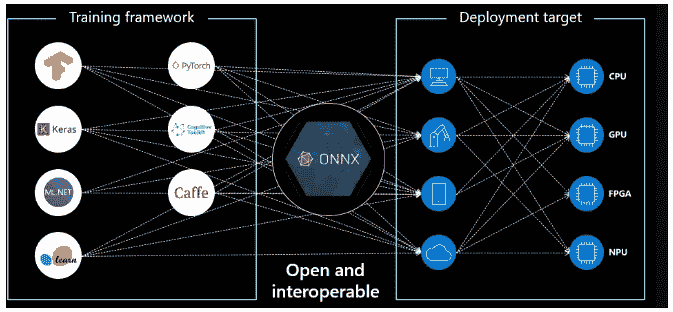 Training framework
Deployment target
PyTorch
Keras
Cognitive
Toolkit
ML.NET
Caffe
learn
ONNX
CPU
GPU
FPGA
NPU
Open and
interoperable